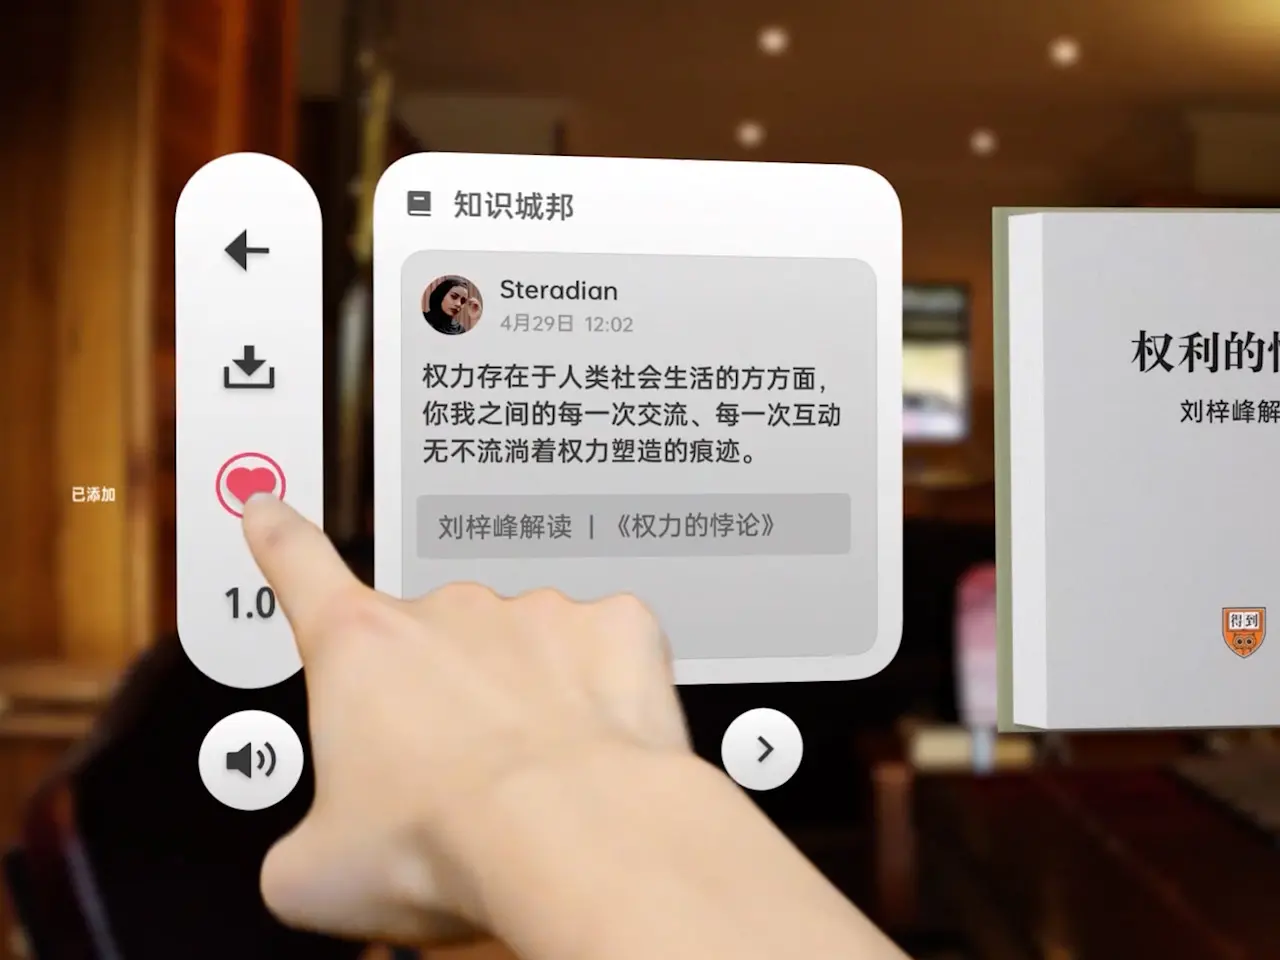 知识城邦
Steradian
4月29日 12:02
权力存在于人类社会生活的方方面，
你我之间的每一次交流、每一次互动
无不流淌着权力塑造的痕迹。
刘梓峰解读 | 《权力的悖论》
已添加
1.0
权利的
刘梓峰解
得到